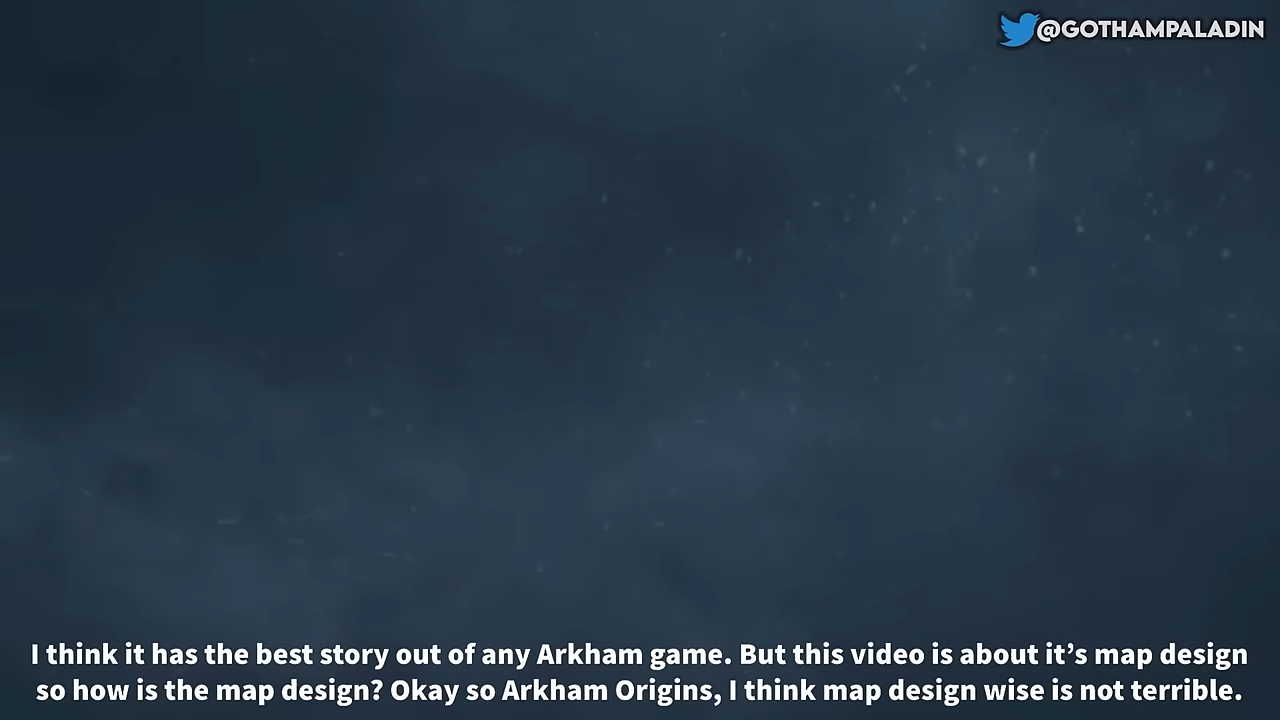 @GOTHAMPALADIN
I think it has the best story out of any Arkham game. But this video is about it’s map design
so how is the map design? Okay so Arkham Origins, I think map design wise is not terrible.